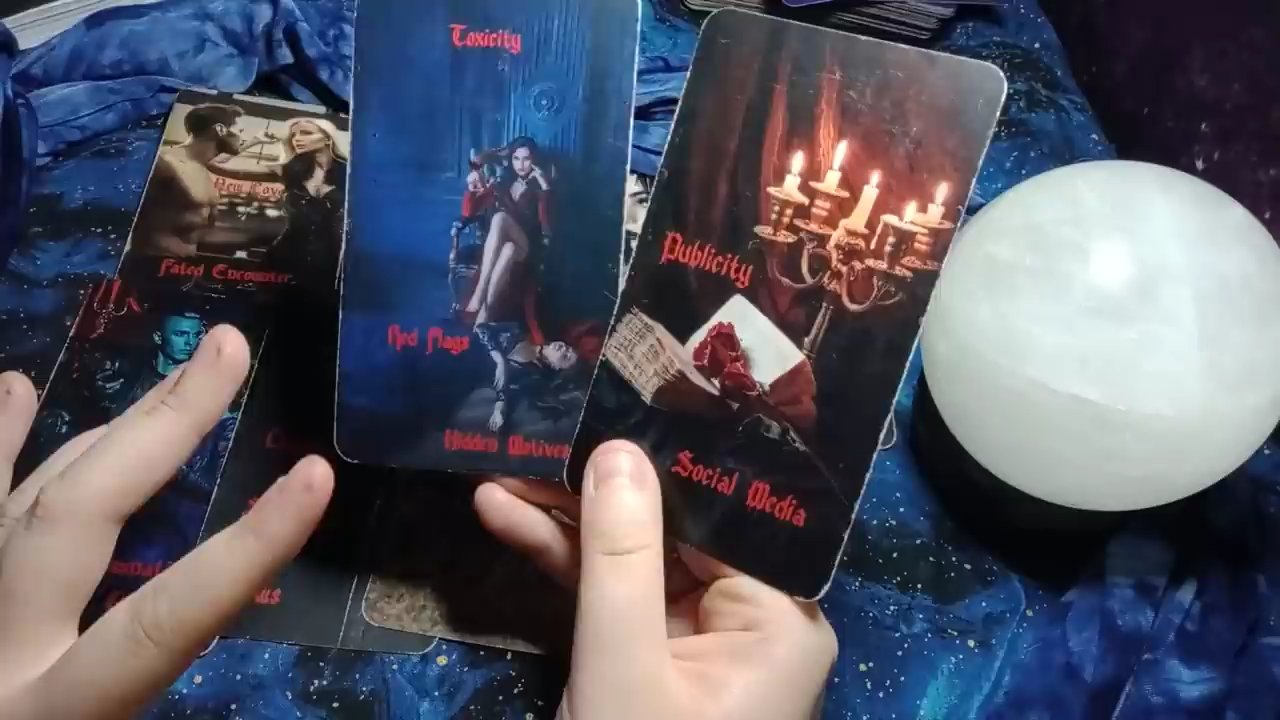 Toxicity
Red Flags
Hidden Motives
Publicity
Social Media
New Love
Fated Encounter